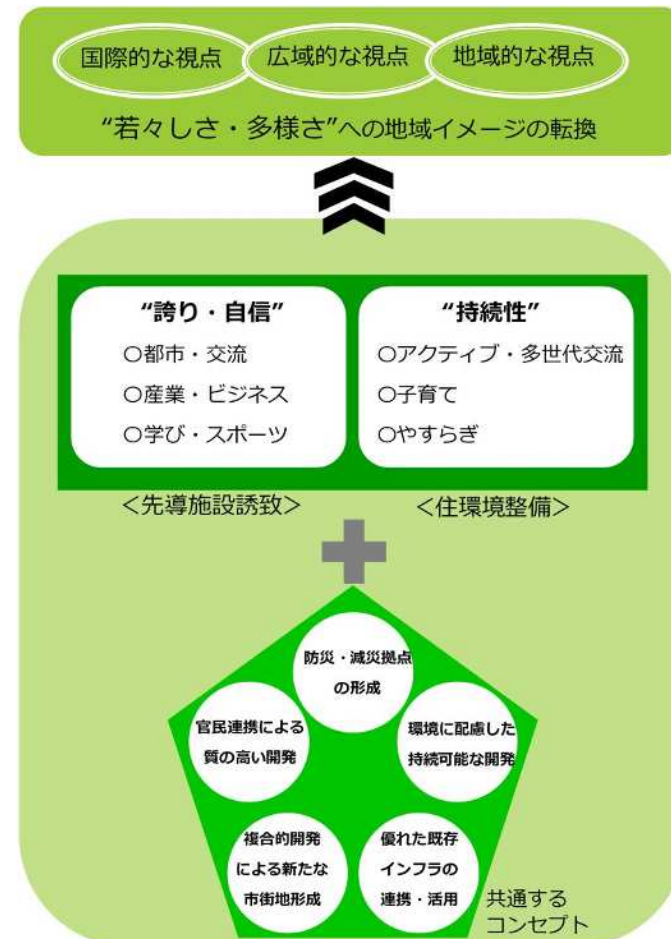 国際的な視点
広域的な視点
地域的な視点
“若々しさ・多様さ”への地域イメージの転換
“誇り・自信”
○都市・交流
○産業・ビジネス
○学び・スポーツ
“持続性”
○アクティブ・多世代交流
○子育て
○やすらぎ
＜先導施設誘致＞
＜住環境整備＞
防災・減災拠点
の形成
官民連携による
質の高い開発
環境に配慮した
持続可能な開発
複合的開発
による新たな
市街地形成
優れた既存
インフラの
連携・活用
共通する
コンセプト